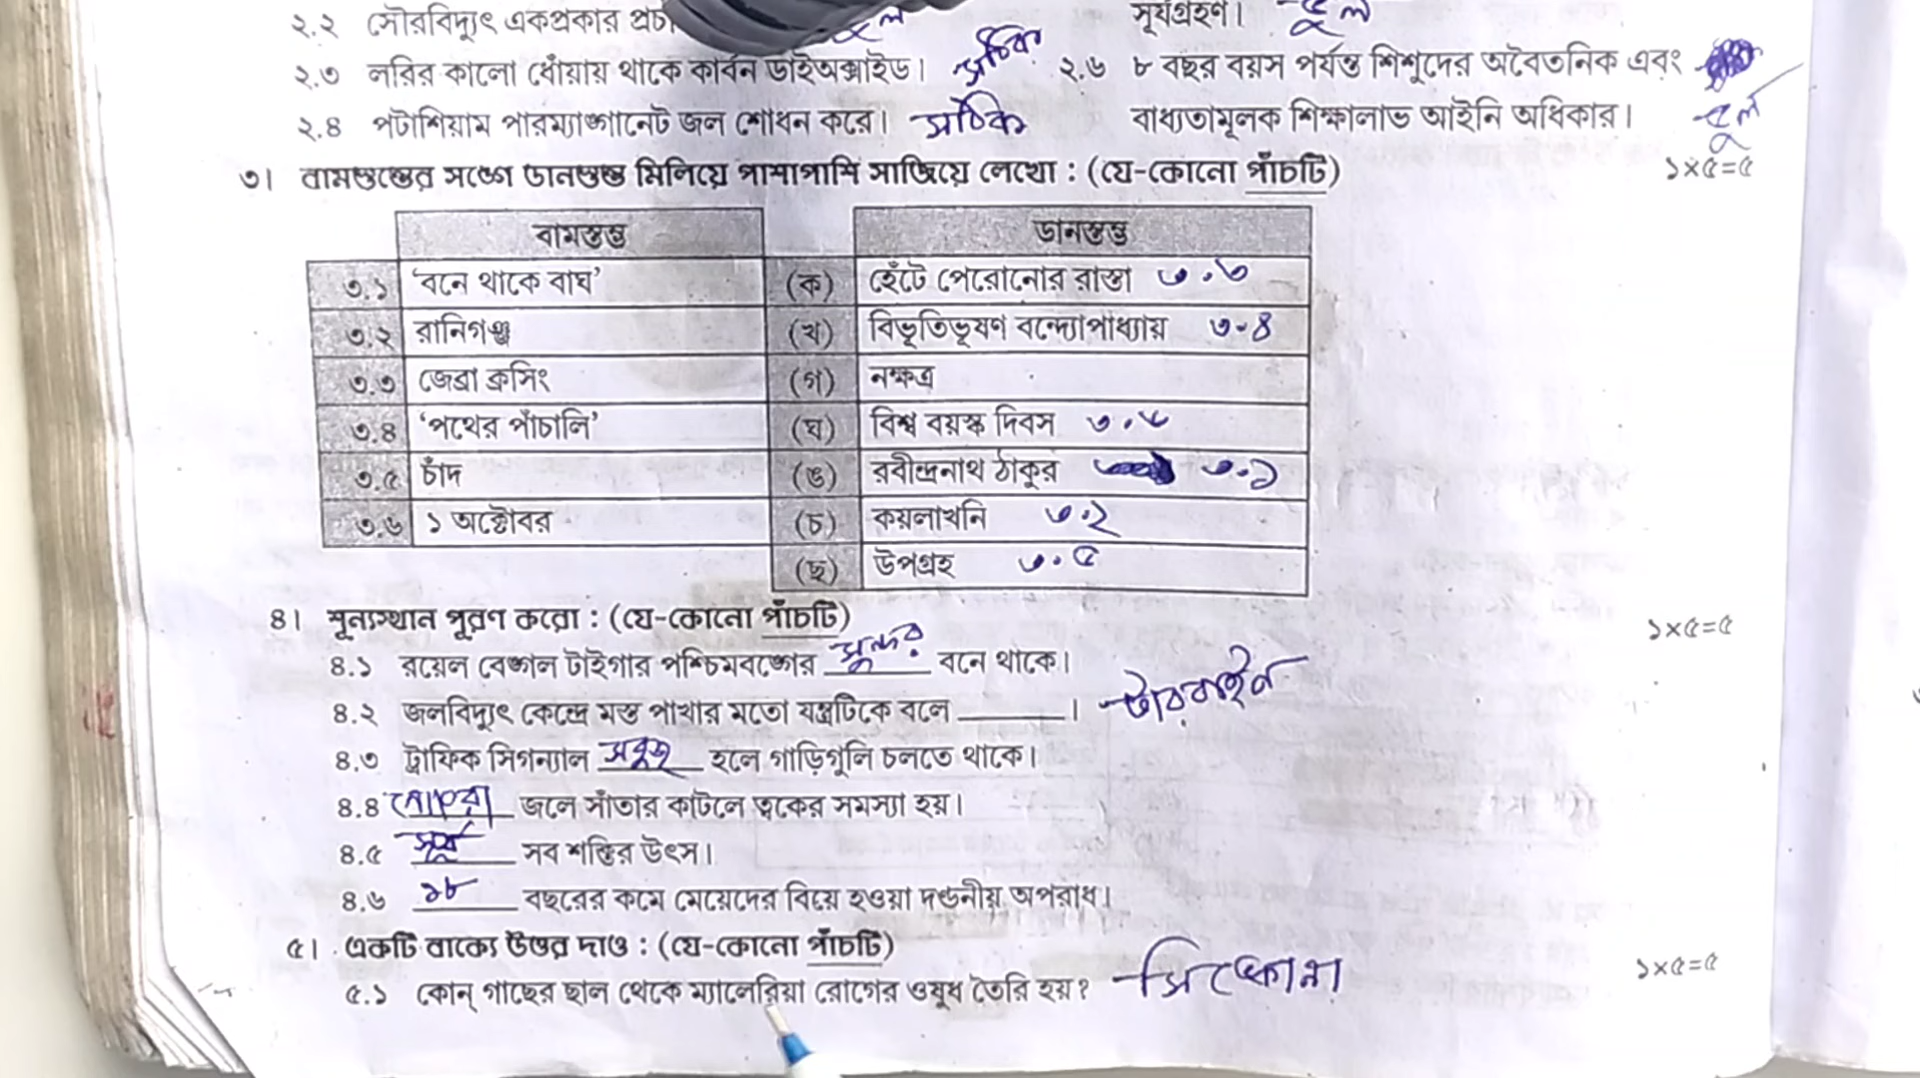 ২.২ সৌরবিদ্যুৎ একপ্রকার
সূর্যগ্রহণ। ভুল
২.৩ লরির কালো ধোঁয়ায় থাকে কার্বন ডাইঅক্সাইড। সঠিক
২.৬ ৮ বছর বয়স পর্যন্ত শিশুদের অবৈতনিক এবং
২.৪ পটাশিয়াম পারম্যাঙ্গানেট জল শোধন করে। সঠিক
বাধ্যতামূলক শিক্ষালাভ আইনি অধিকার। ভুল
৩। বামস্তম্ভের সঙ্গে ডানস্তম্ভ মিলিয়ে পাশাপাশি সাজিয়ে লেখো : (যে-কোনো পাঁচটি) ১×৫=৫
বামস্তম্ভ ডানস্তম্ভ
৩.১ ‘বনে থাকে বাঘ’ (ক) হেঁটে পেরোনোর রাস্তা ৩.৩
৩.২ রানিগঞ্জ (খ) বিভূতিভূষণ বন্দ্যোপাধ্যায় ৩.৪
৩.৩ জেব্রা ক্রসিং (গ) নক্ষত্র
৩.৪ ‘পথের পাঁচালি’ (ঘ) বিশ্ব বয়স্ক দিবস ৩.৬
৩.৫ চাঁদ (ঙ) রবীন্দ্রনাথ ঠাকুর ৩.১
৩.৬ ১ অক্টোবর (চ) কয়লাখনি ৩.২
(ছ) উপগ্রহ ৩.৫
৪। শূন্যস্থান পূরণ করো : (যে-কোনো পাঁচটি) ১×৫=৫
৪.১ রয়েল বেঙ্গল টাইগার পশ্চিমবঙ্গের সুন্দর বনে থাকে।
৪.২ জলবিদ্যুৎ কেন্দ্রে মস্ত পাখার মতো যন্ত্রটিকে বলে ______। টারবাইন
৪.৩ ট্রাফিক সিগন্যাল সবুজ হলে গাড়িগুলি চলতে থাকে।
৪.৪ নোংরা জলে সাঁতার কাটলে ত্বকের সমস্যা হয়।
৪.৫ সূর্য সব শক্তির উৎস।
৪.৬ ১৮ বছরের কমে মেয়েদের বিয়ে হওয়া দণ্ডনীয় অপরাধ।
৫। একটি বাক্যে উত্তর দাও : (যে-কোনো পাঁচটি) ১×৫=৫
৫.১ কোন্ গাছের ছাল থেকে ম্যালেরিয়া রোগের ওষুধ তৈরি হয়? সিঙ্কোনা